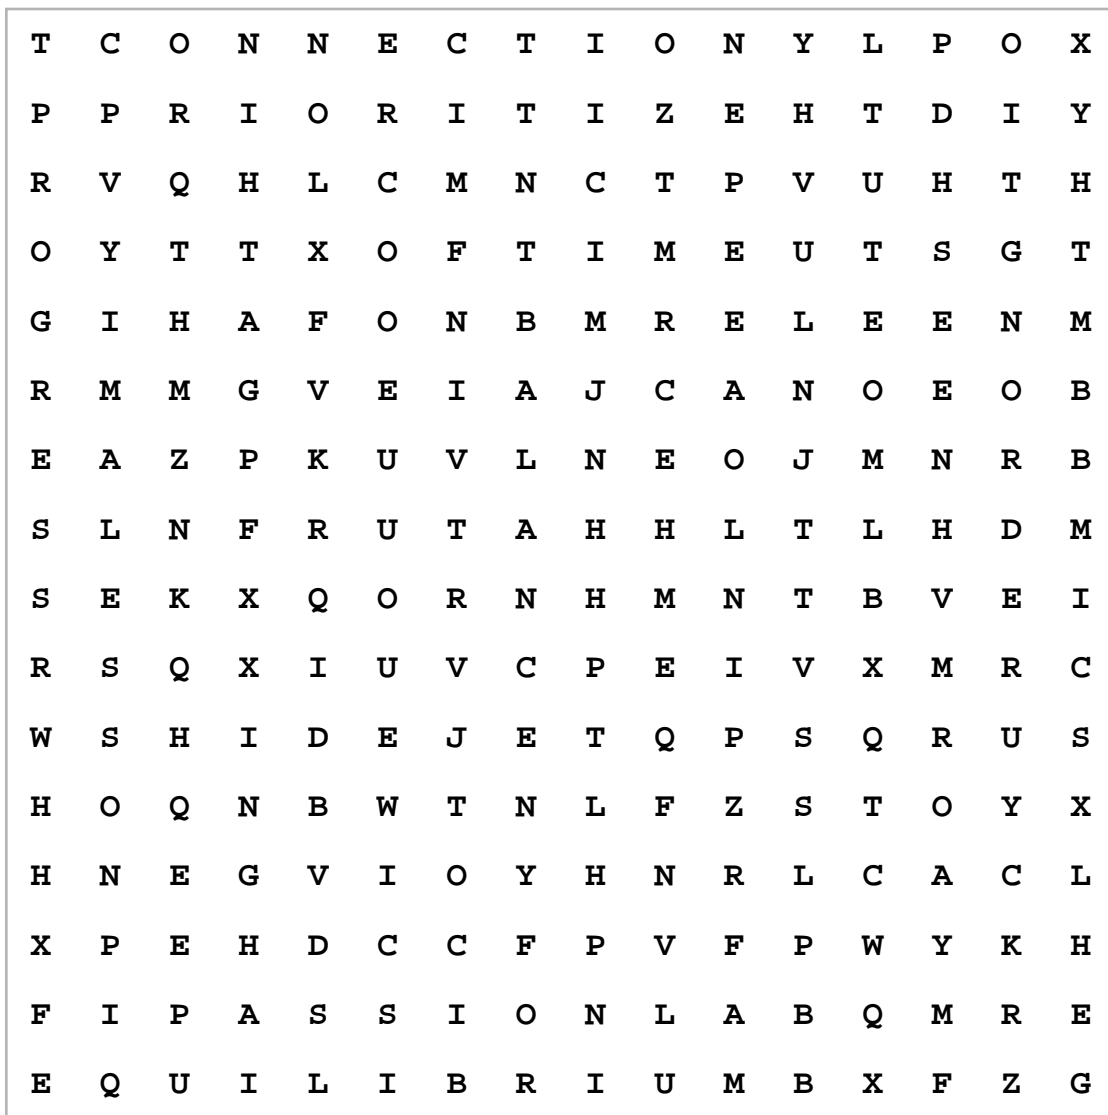 T C O N N E C T I O N Y L P O X
P P R I O R I T I Z E H T D I Y
R V Q H L C M N C T P V U H T H
O Y T T X O F T I M E U T S G T
G I H A F O N B M R E L E E N M
R M M G V E I A J C A N O E O B
E A Z P K U V L N E O J M N R B
S L N F R U T A H H L T L H D M
S E K X Q O R N H M N T B V E I
R S Q X I U V C P E I V X M R C
W S H I D E J E T Q P S Q R U S
H O Q N B W T N L F Z S T O Y X
H N E G V I O Y H N R L C A C L
X P E H D C C F P V F P W Y K H
F I P A S S I O N L A B Q M R E
E Q U I L I B R I U M B X F Z G